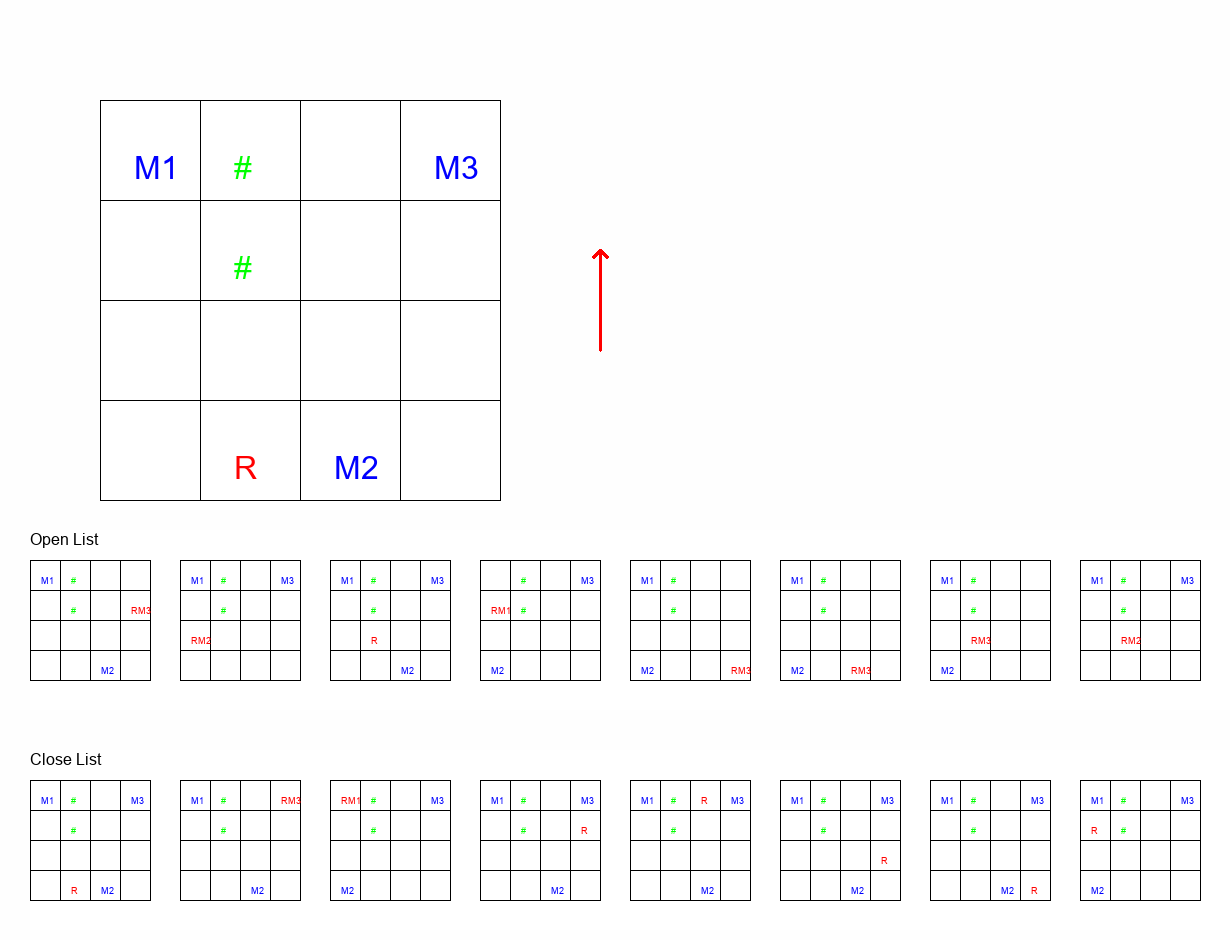 M1 # M3
#
R M2
Open List
M1 # M1 # M3 M1 # M3 # M3 M1 # M1 # M1 # M1 # M3
# RM3 # # RM1 # # # # #
RM2 R RM3 RM2
M2 M2 M2 M2 RM3 M2 RM3 M2
Close List
M1 # M3 M1 # RM3 RM1 # M3 M1 # M3 M1 # R M3 M1 # M3 M1 # M3 M1 # M3
# # # # R # # # R #
R
R M2 M2 M2 M2 M2 M2 M2 R M2